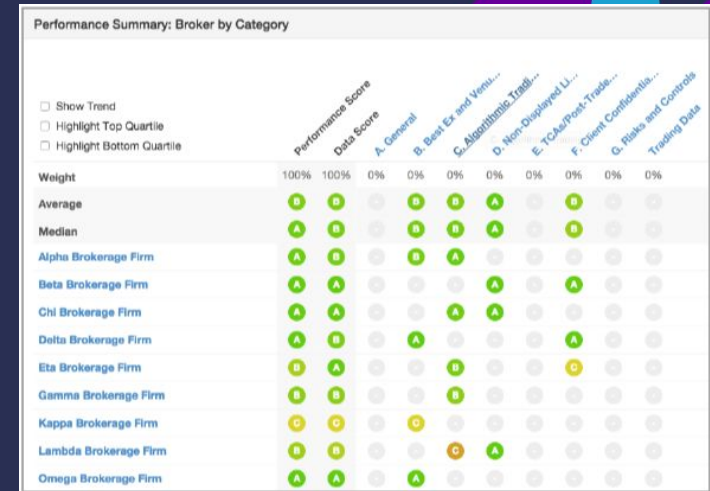 Performance Summary: Broker by Category
Show Trend
Highlight Top Quartile
Highlight Bottom Quartile
Performance Score
Data Score
A. General
B. Best Ex and Venu...
C. Algorithmic Tradi...
D. Non-Displayed Li...
E. TCAs/Post-Trade...
F. Client Confidentia...
G. Risks and Controls
Trading Data
Weight 100% 100% 0% 0% 0% 0% 0% 0% 0% 0%
Average B B B B A B
Median A B B B A B
Alpha Brokerage Firm A B B A
Beta Brokerage Firm A A A A
Chi Brokerage Firm A A A A
Delta Brokerage Firm A B A A
Eta Brokerage Firm B A B C
Gamma Brokerage Firm B B B
Kappa Brokerage Firm C C C
Lambda Brokerage Firm B B C A
Omega Brokerage Firm A A A